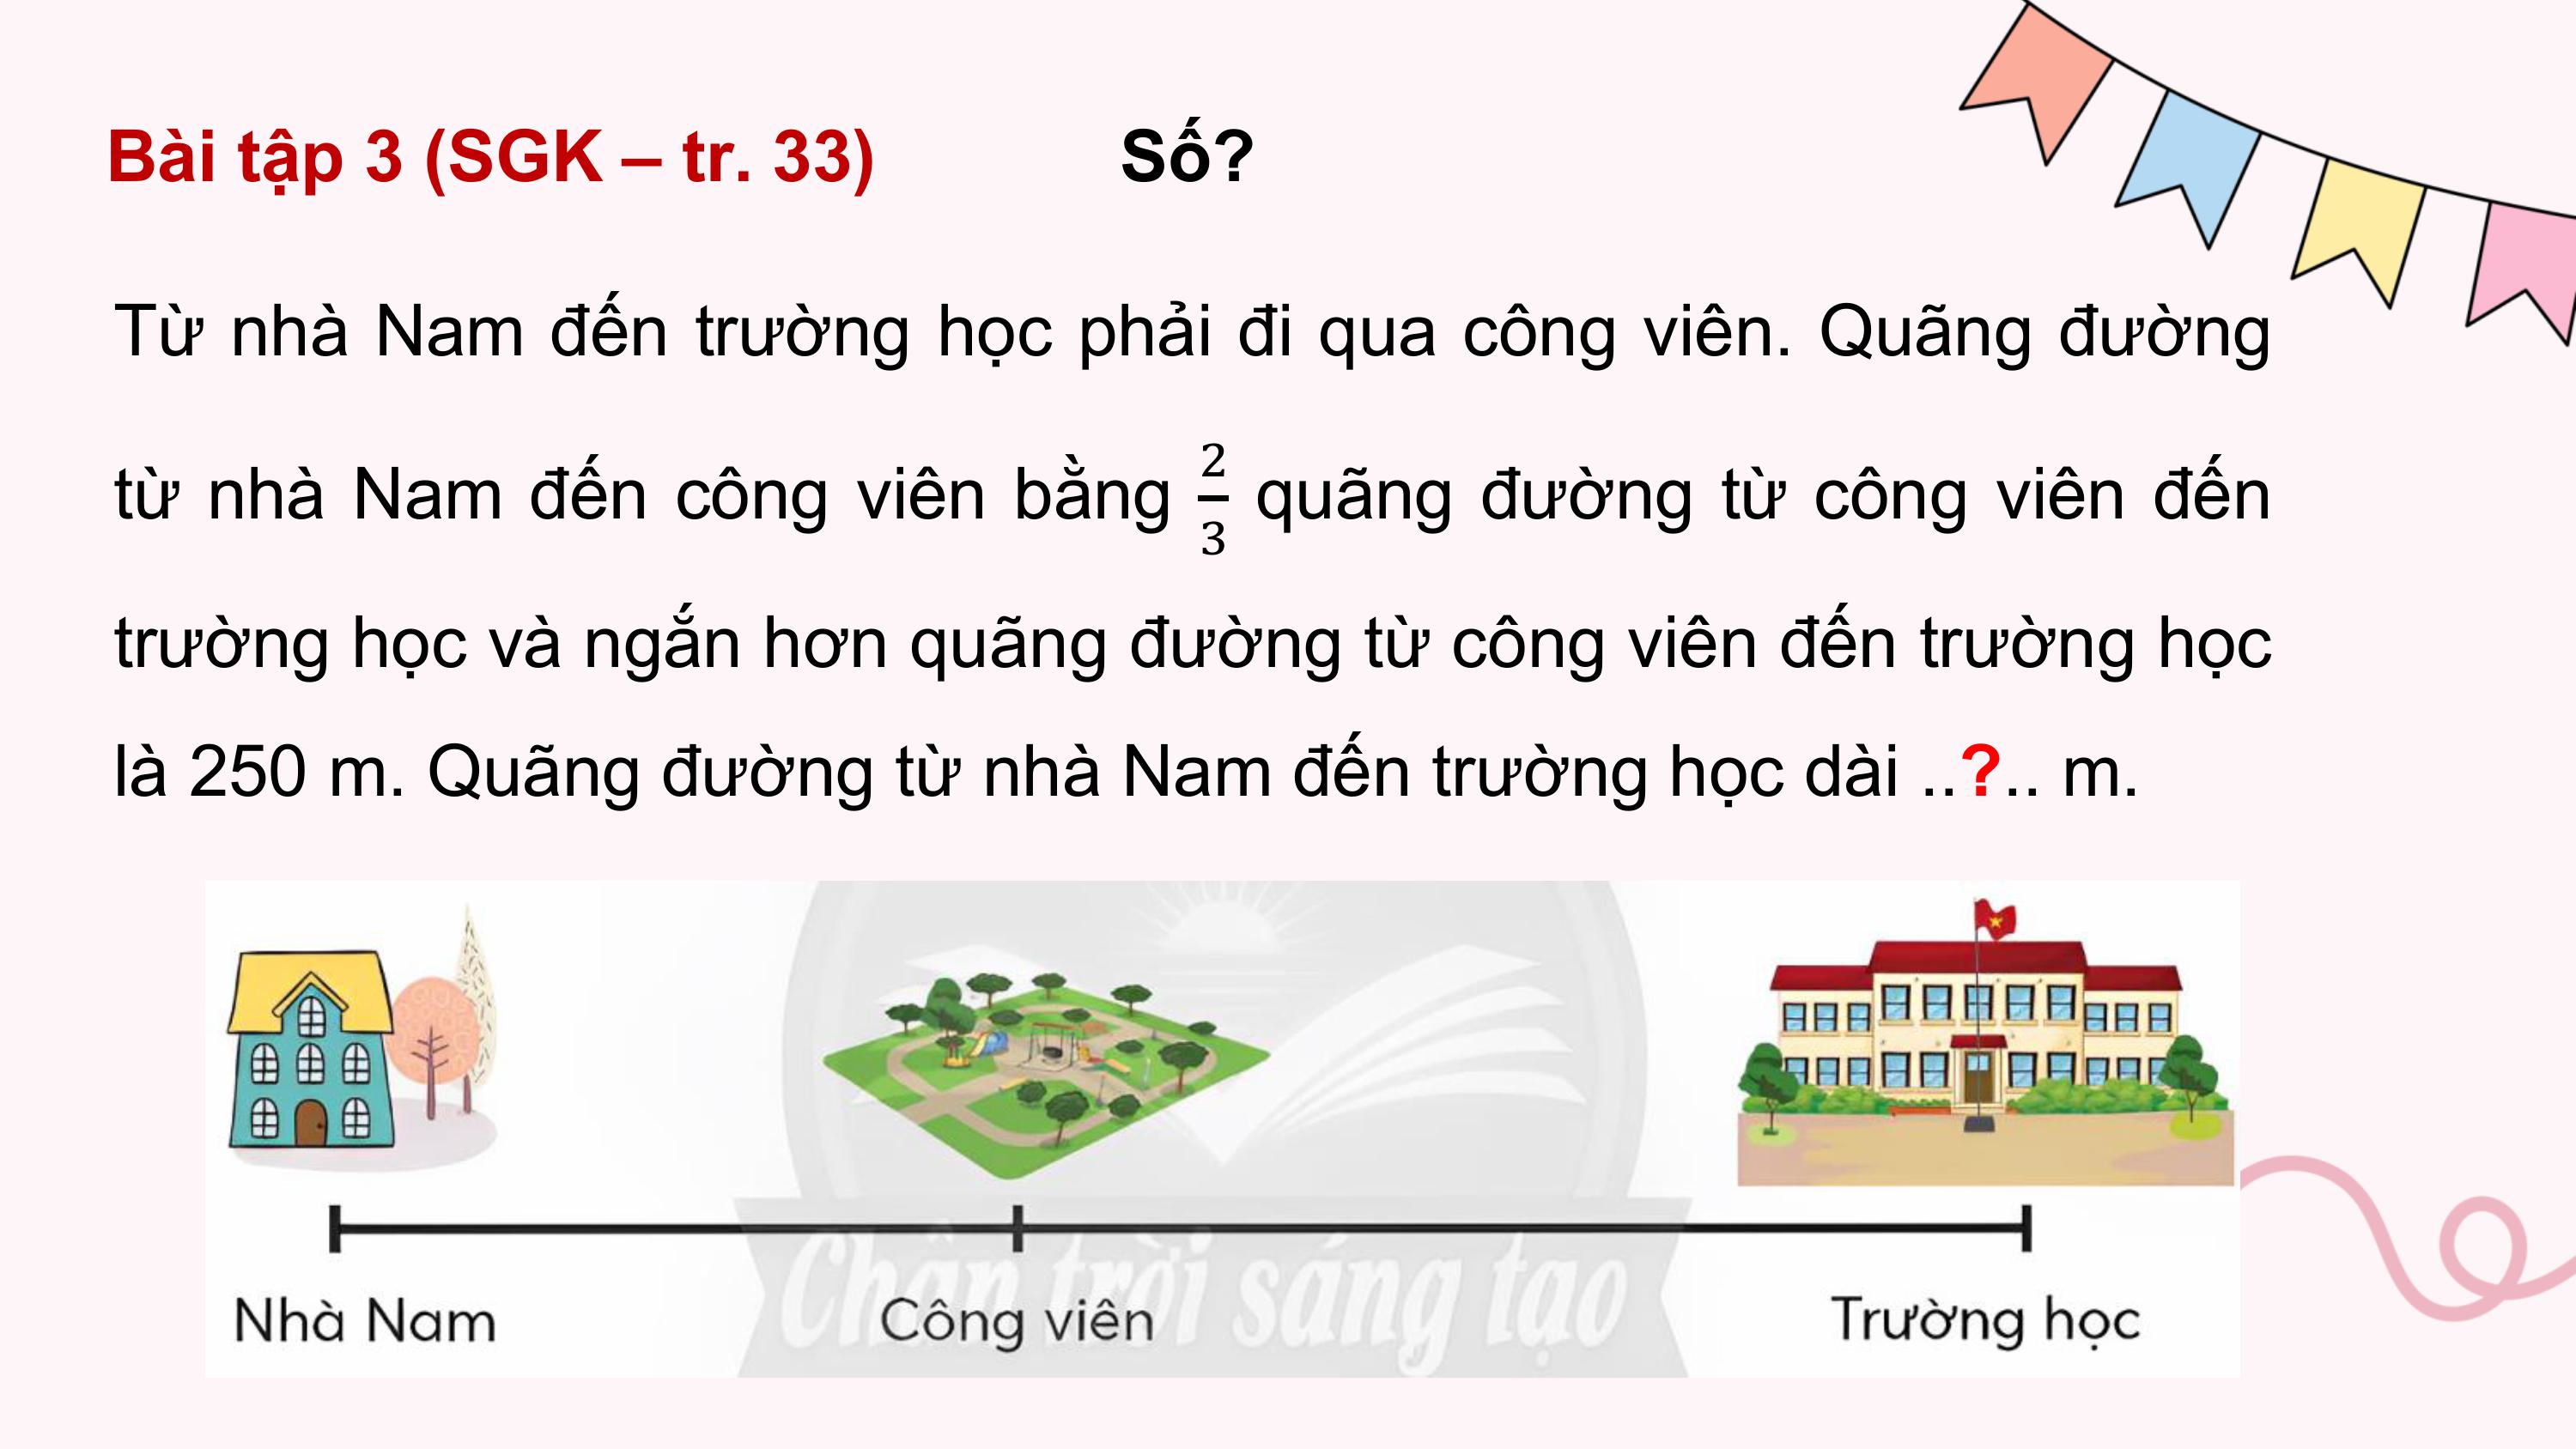 Bài tập 3 (SGK – tr. 33) Số?
Từ nhà Nam đến trường học phải đi qua công viên. Quãng đường
từ nhà Nam đến công viên bằng 2/3 quãng đường từ công viên đến
trường học và ngắn hơn quãng đường từ công viên đến trường học
là 250 m. Quãng đường từ nhà Nam đến trường học dài ..?.. m.
Chân trời sáng tạo
Nhà Nam Công viên Trường học